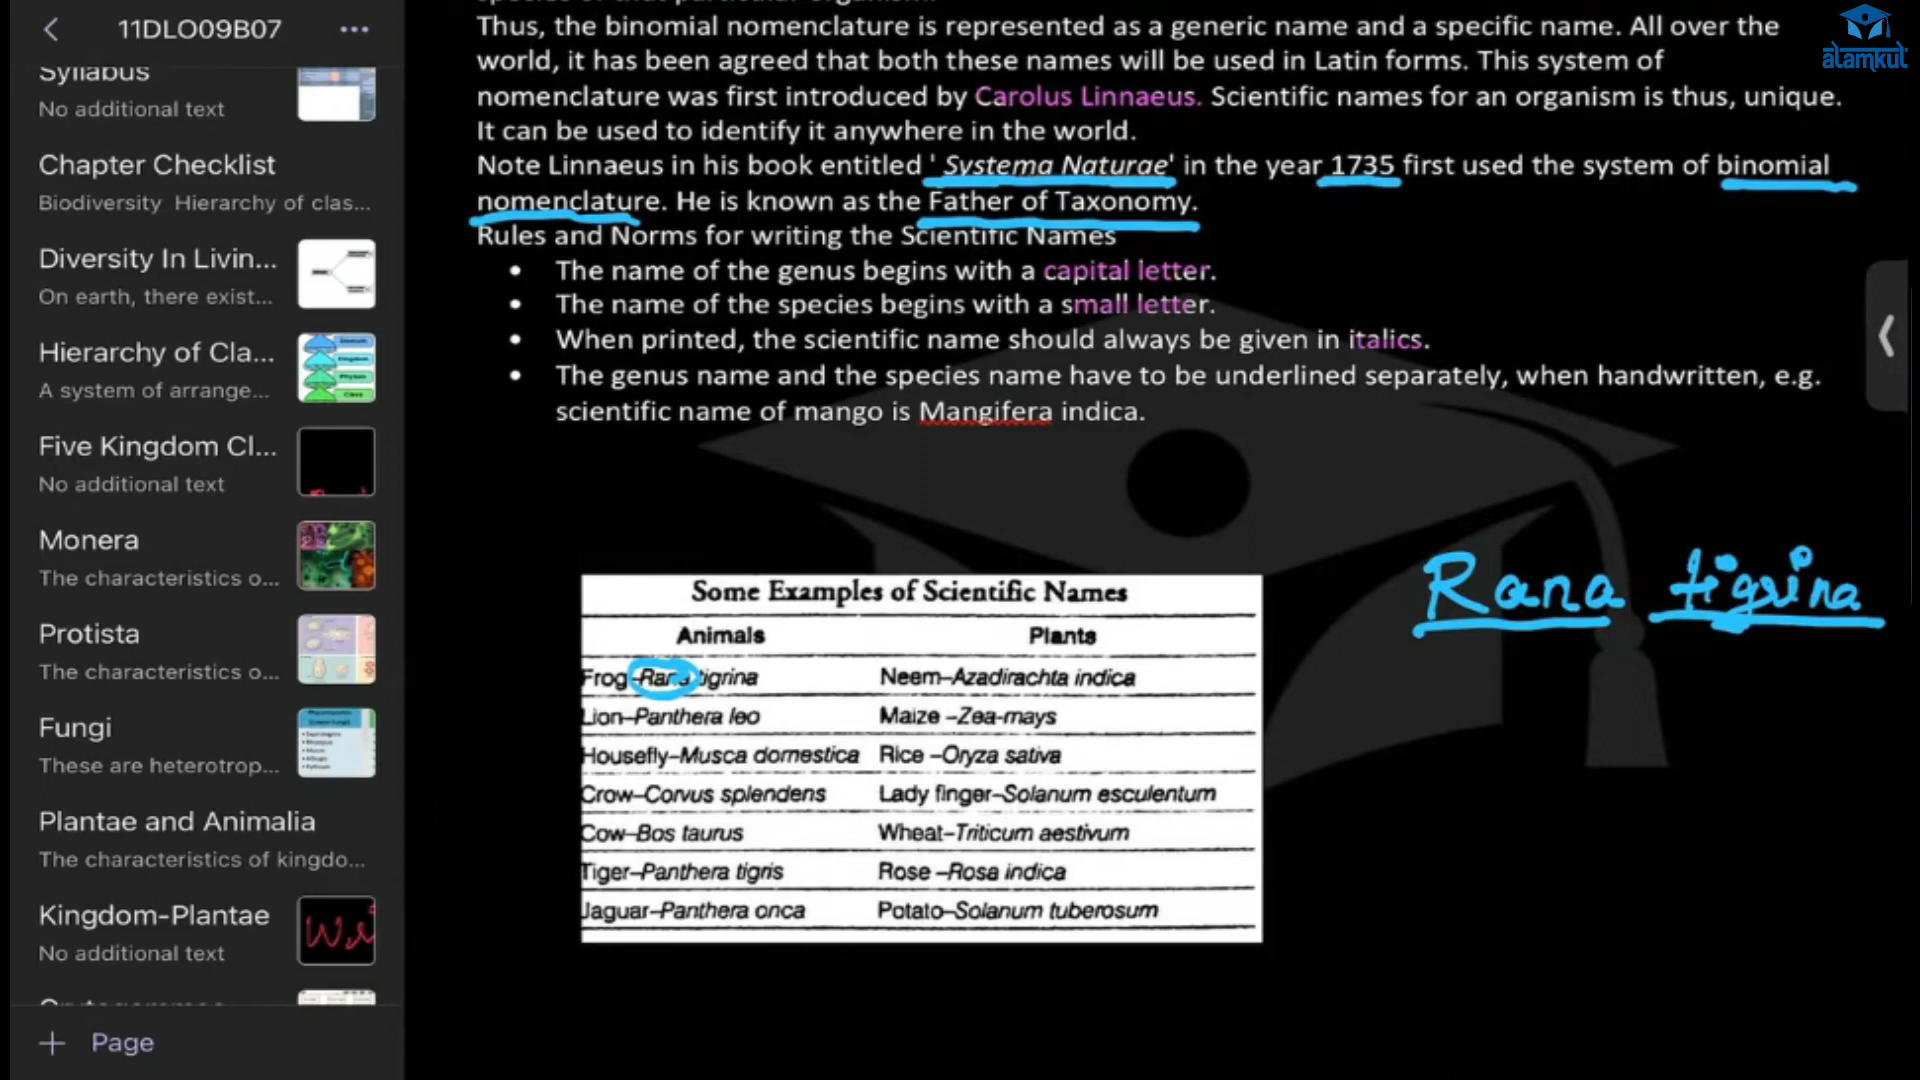 11DLO09B07
Syllabus
No additional text
Chapter Checklist
Biodiversity Hierarchy of clas...
Diversity In Livin...
On earth, there exist...
Hierarchy of Cla...
A system of arrange...
Five Kingdom Cl...
No additional text
Monera
The characteristics o...
Protista
The characteristics o...
Fungi
These are heterotrop...
Plantae and Animalia
The characteristics of kingdo...
Kingdom-Plantae
No additional text
+ Page
alamkul
Thus, the binomial nomenclature is represented as a generic name and a specific name. All over the
world, it has been agreed that both these names will be used in Latin forms. This system of
nomenclature was first introduced by Carolus Linnaeus. Scientific names for an organism is thus, unique.
It can be used to identify it anywhere in the world.
Note Linnaeus in his book entitled ' Systema Naturae' in the year 1735 first used the system of binomial
nomenclature. He is known as the Father of Taxonomy.
Rules and Norms for writing the Scientific Names
• The name of the genus begins with a capital letter.
• The name of the species begins with a small letter.
• When printed, the scientific name should always be given in italics.
• The genus name and the species name have to be underlined separately, when handwritten, e.g.
scientific name of mango is Mangifera indica.
Rana tigrina
Some Examples of Scientific Names
Animals Plants
Frog–Rana tigrina Neem–Azadirachta indica
Lion–Panthera leo Maize –Zea-mays
Housefly–Musca domestica Rice –Oryza sativa
Crow–Corvus splendens Lady finger–Solanum esculentum
Cow–Bos taurus Wheat–Triticum aestivum
Tiger–Panthera tigris Rose –Rosa indica
Jaguar–Panthera onca Potato–Solanum tuberosum